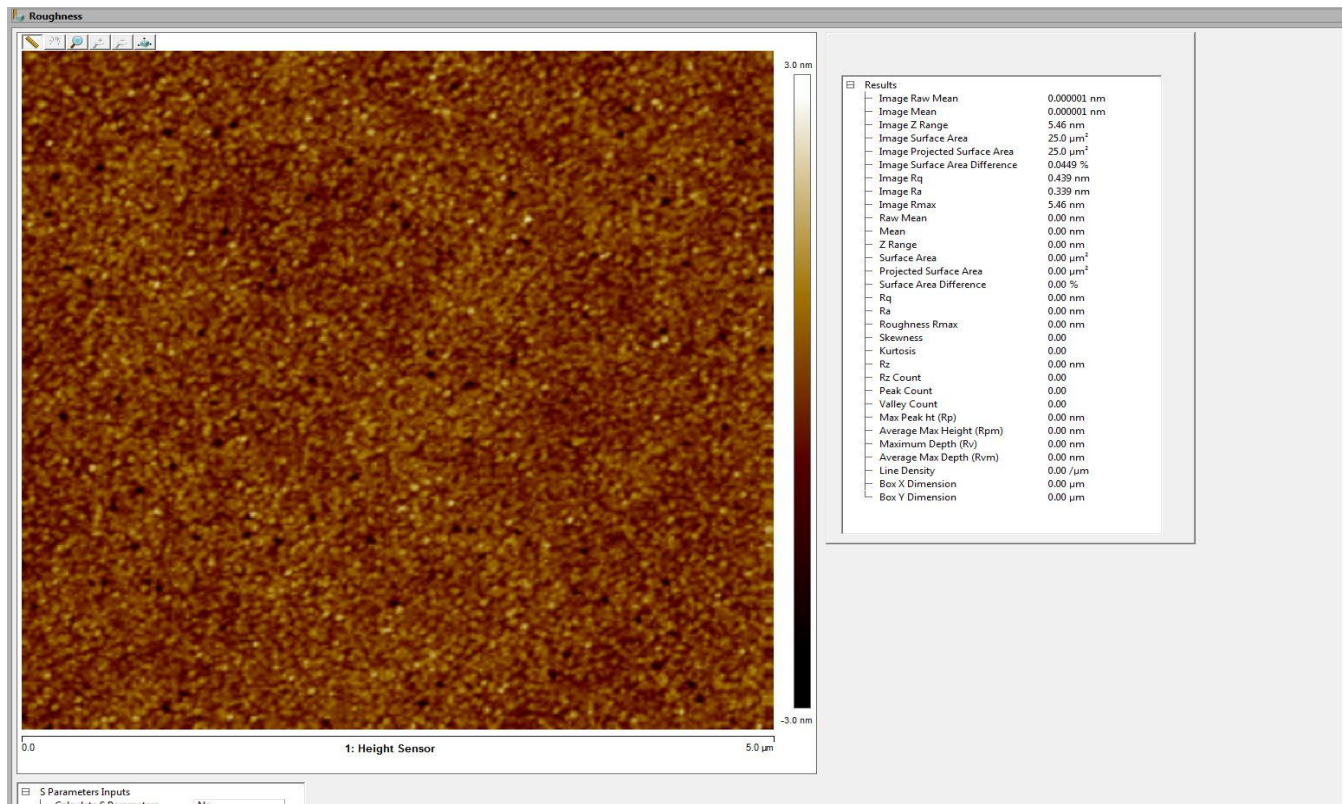 Roughness
3.0 nm
-3.0 nm
0.0
1: Height Sensor
5.0 µm
Results
Image Raw Mean 0.000001 nm
Image Mean 0.000001 nm
Image Z Range 5.46 nm
Image Surface Area 25.0 µm²
Image Projected Surface Area 25.0 µm²
Image Surface Area Difference 0.0449 %
Image Rq 0.439 nm
Image Ra 0.339 nm
Image Rmax 5.46 nm
Raw Mean 0.00 nm
Mean 0.00 nm
Z Range 0.00 nm
Surface Area 0.00 µm²
Projected Surface Area 0.00 µm²
Surface Area Difference 0.00 %
Rq 0.00 nm
Ra 0.00 nm
Roughness Rmax 0.00 nm
Skewness 0.00
Kurtosis 0.00
Rz 0.00 nm
Rz Count 0.00
Peak Count 0.00
Valley Count 0.00
Max Peak ht (Rp) 0.00 nm
Average Max Height (Rpm) 0.00 nm
Maximum Depth (Rv) 0.00 nm
Average Max Depth (Rvm) 0.00 nm
Line Density 0.00 /µm
Box X Dimension 0.00 µm
Box Y Dimension 0.00 µm
S Parameters Inputs
Calculate S Parameters No